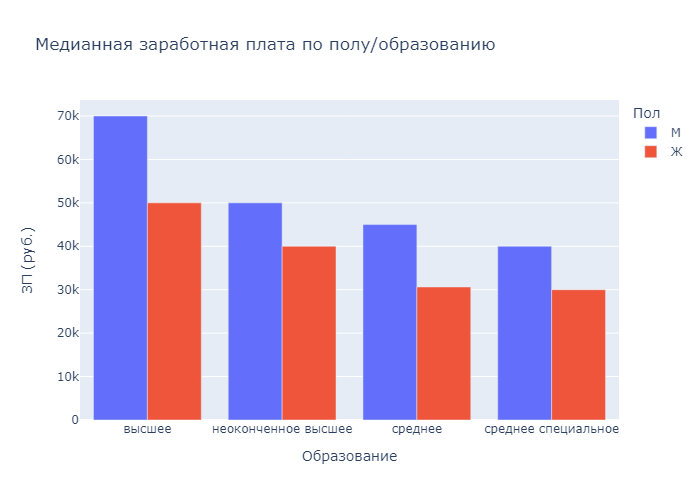 Медианная заработная плата по полу/образованию
Пол
М
Ж
ЗП (руб.)
70k
60k
50k
40k
30k
20k
10k
0
высшее
неоконченное высшее
среднее
среднее специальное
Образование